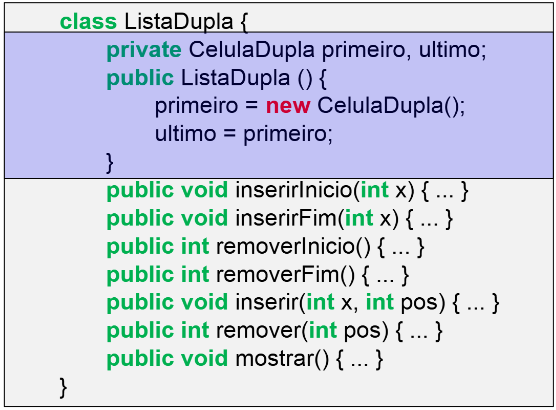 class ListaDupla {
private CelulaDupla primeiro, ultimo;
public ListaDupla () {
primeiro = new CelulaDupla();
ultimo = primeiro;
}
public void inserirInicio(int x) { ... }
public void inserirFim(int x) { ... }
public int removerInicio() { ... }
public int removerFim() { ... }
public void inserir(int x, int pos) { ... }
public int remover(int pos) { ... }
public void mostrar() { ... }
}